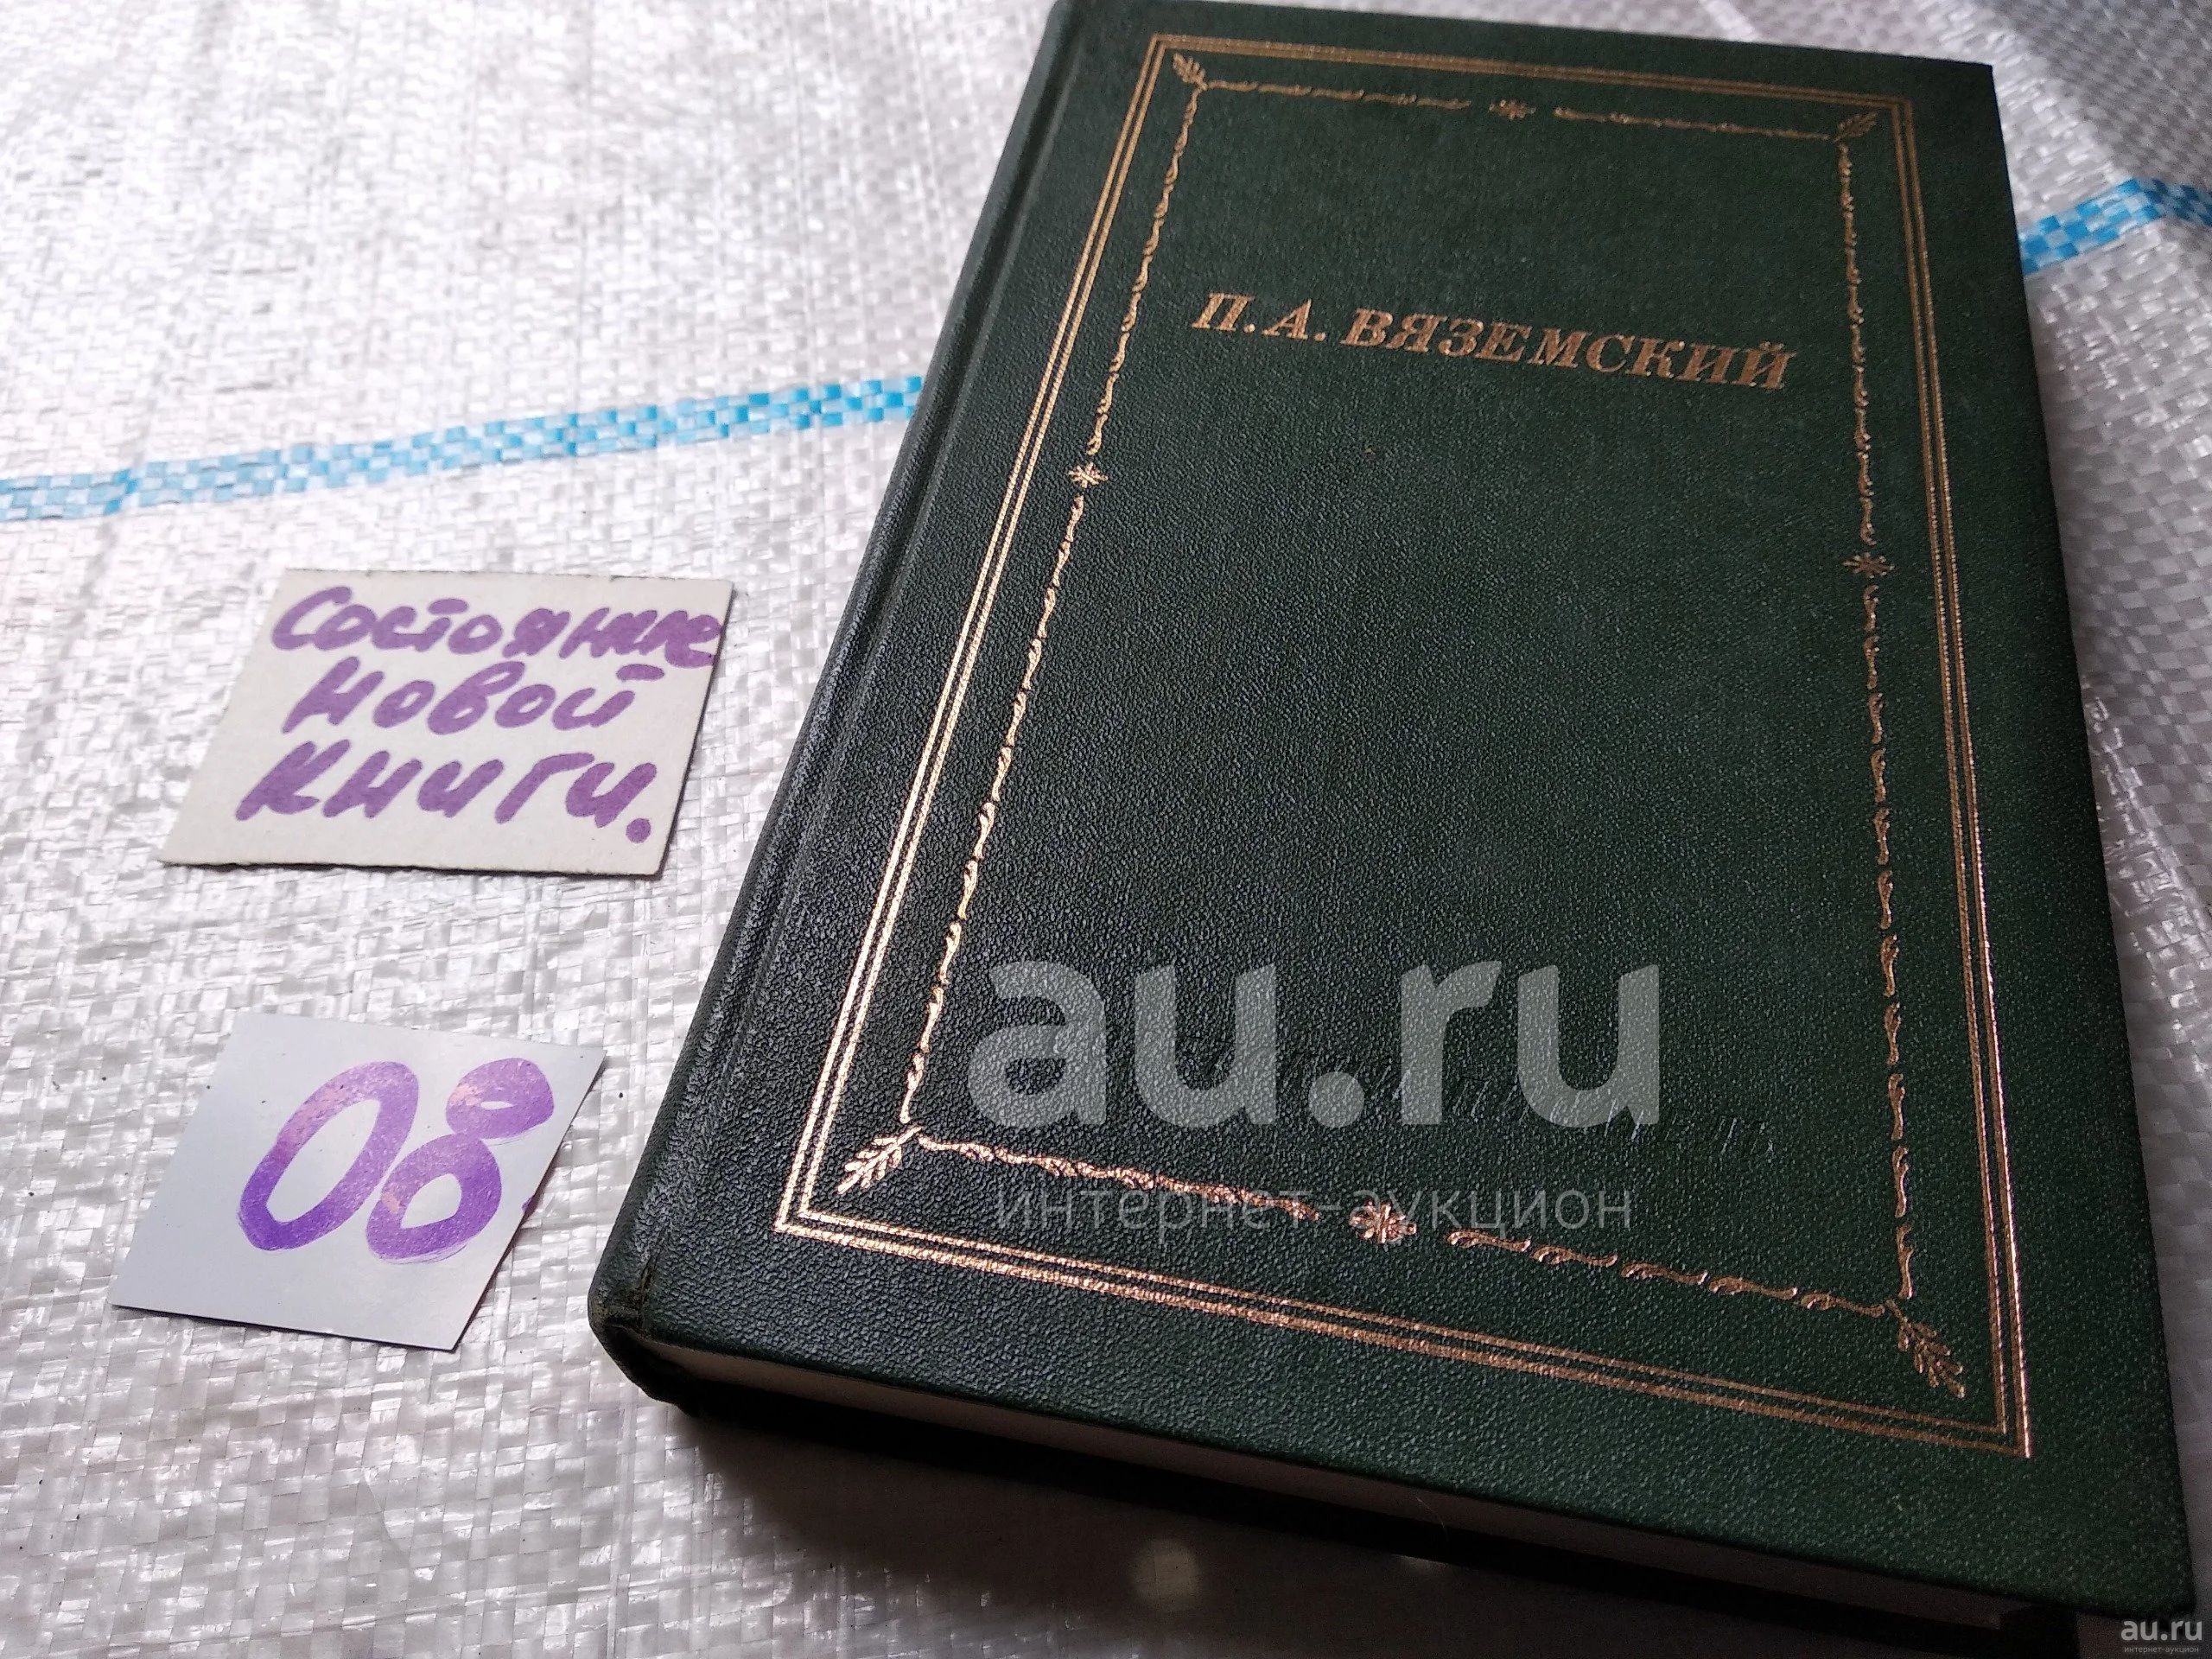 П. А. ВЯЗЕМСКИЙ
Состояние
новой
книги.
08
au.ru
интернет-аукцион
au.ru
интернет-аукцион